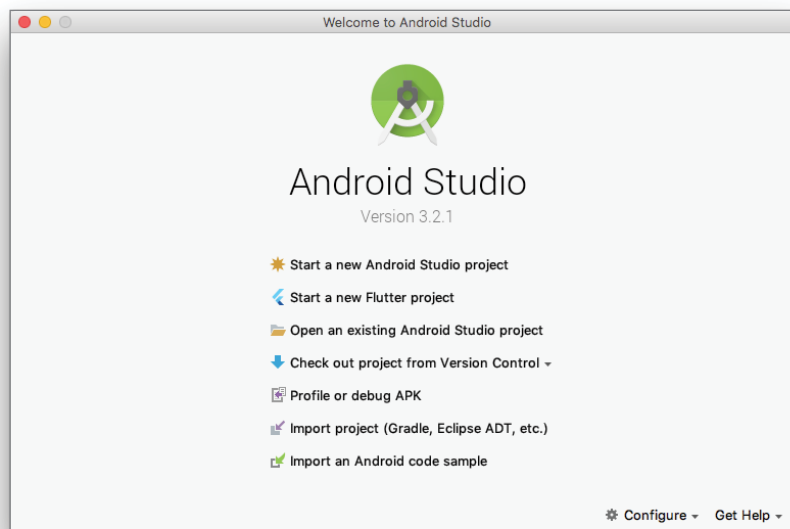 Welcome to Android Studio
Android Studio
Version 3.2.1
Start a new Android Studio project
Start a new Flutter project
Open an existing Android Studio project
Check out project from Version Control
Profile or debug APK
Import project (Gradle, Eclipse ADT, etc.)
Import an Android code sample
Configure Get Help